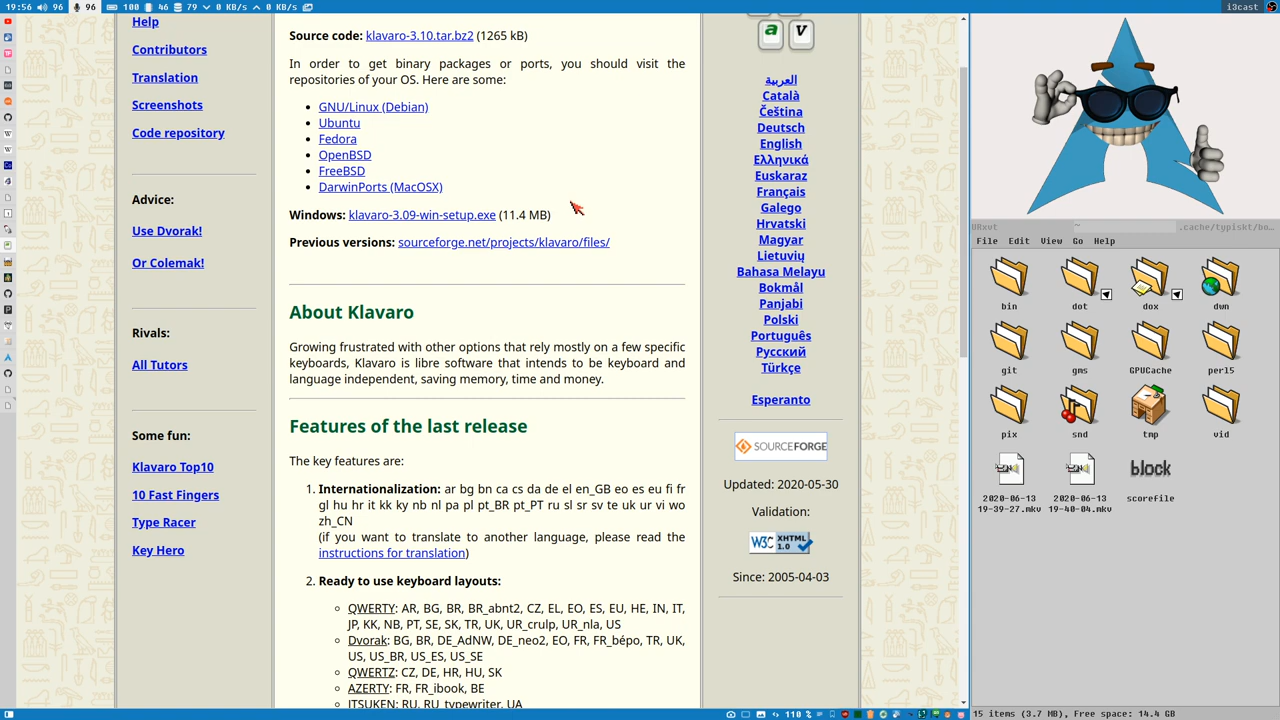 19:56 96 96 100 46 79 0 KB/s 0 KB/s
i3cast
Help
Contributors
Translation
Screenshots
Code repository
Advice:
Use Dvorak!
Or Colemak!
Rivals:
All Tutors
Some fun:
Klavaro Top10
10 Fast Fingers
Type Racer
Key Hero
Source code: klavaro-3.10.tar.bz2 (1265 kB)
In order to get binary packages or ports, you should visit the
repositories of your OS. Here are some:
GNU/Linux (Debian)
Ubuntu
Fedora
OpenBSD
FreeBSD
DarwinPorts (MacOSX)
Windows: klavaro-3.09-win-setup.exe (11.4 MB)
Previous versions: sourceforge.net/projects/klavaro/files/
About Klavaro
Growing frustrated with other options that rely mostly on a few specific
keyboards, Klavaro is libre software that intends to be keyboard and
language independent, saving memory, time and money.
Features of the last release
The key features are:
1. Internationalization: ar bg bn ca cs da de el en_GB eo es eu fi fr
gl hu hr it kk ky nb nl pa pl pt_BR pt_PT ru sl sr sv te uk ur vi wo
zh_CN
(if you want to translate to another language, please read the
instructions for translation)
2. Ready to use keyboard layouts:
QWERTY: AR, BG, BR, BR_abnt2, CZ, EL, EO, ES, EU, HE, IN, IT,
JP, KK, NB, PT, SE, SK, TR, UK, UR_crulp, UR_nla, US
Dvorak: BG, BR, DE_AdNW, DE_neo2, EO, FR, FR_bépo, TR, UK,
US, US_BR, US_ES, US_SE
QWERTZ: CZ, DE, HR, HU, SK
AZERTY: FR, FR_ibook, BE
ITSUKEN: RU, RU_typewriter, UA
a v
العربية
Català
Čeština
Deutsch
English
Ελληνικά
Euskaraz
Français
Galego
Hrvatski
Magyar
Lietuvių
Bahasa Melayu
Bokmål
Panjabi
Polski
Português
Русский
Türkçe
Esperanto
SOURCEFORGE
Updated: 2020-05-30
Validation:
W3C XHTML 1.0
Since: 2005-04-03
URxvt ~ .cache/typiskt/bo...
File Edit View Go Help
bin dot dox dwn
git gms GPUCache perl5
pix snd tmp vid
block
2020-06-13 19-39-27.mkv
2020-06-13 19-40-04.mkv
scorefile
110
15 items (3.7 MB), Free space: 14.4 GB